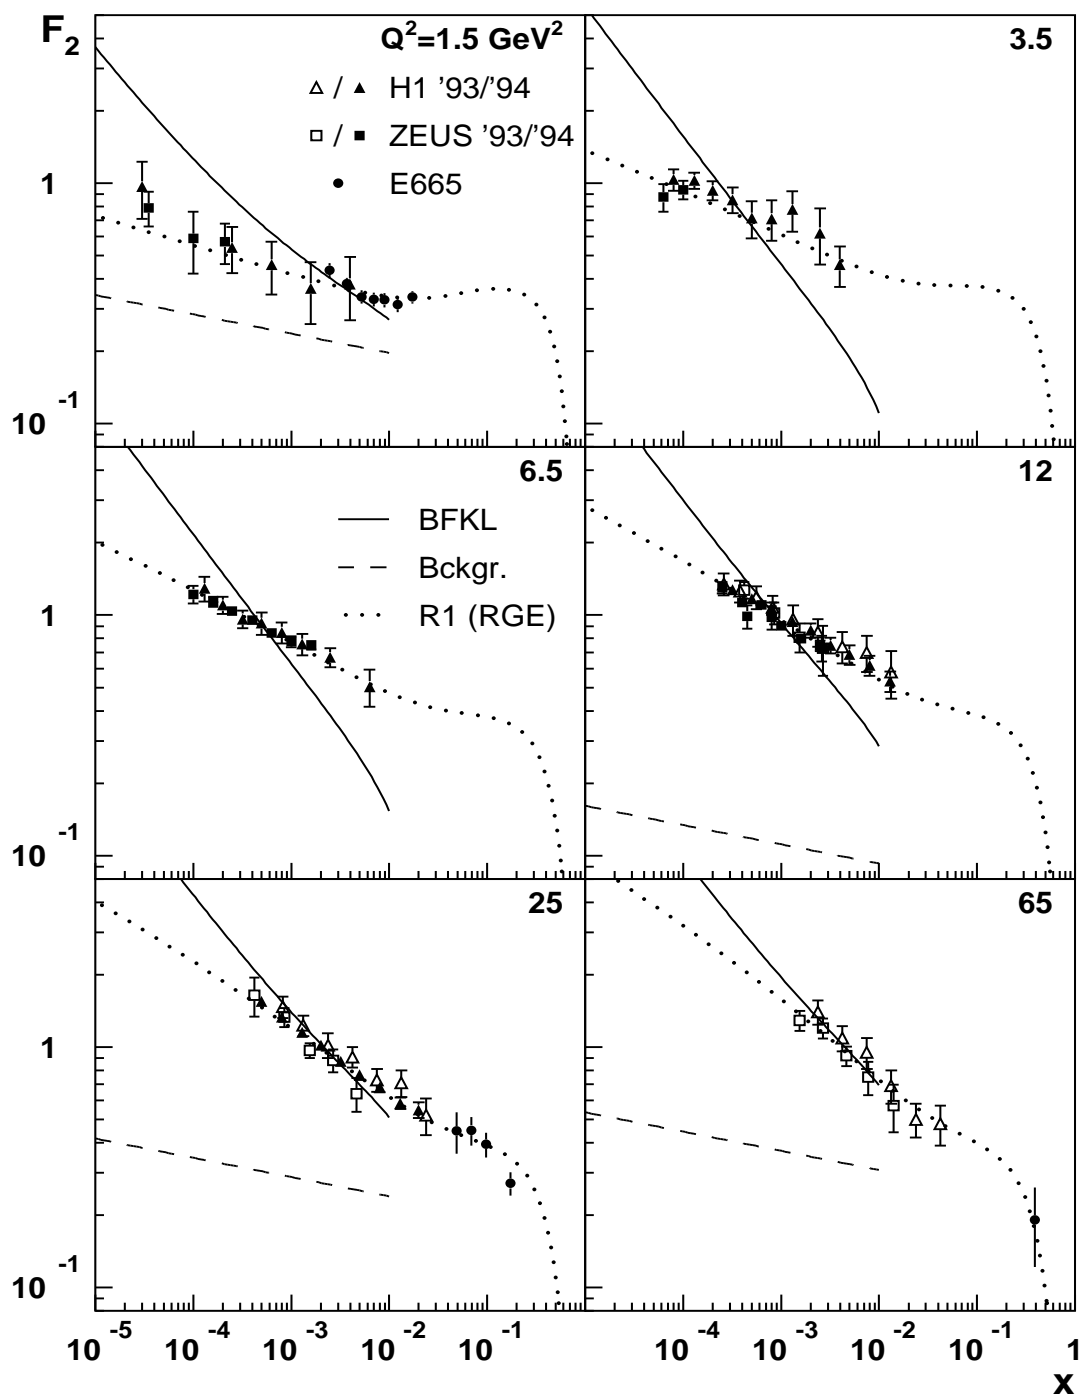 F2
Q²=1.5 GeV²
3.5
△ / ▲ H1 ’93/’94
□ / ■ ZEUS ’93/’94
● E665
1
10⁻¹
6.5
12
BFKL
Bckgr.
R1 (RGE)
1
10⁻¹
25
65
1
10⁻¹
10⁻⁵ 10⁻⁴ 10⁻³ 10⁻² 10⁻¹ 10⁻⁴ 10⁻³ 10⁻² 10⁻¹ 1
x